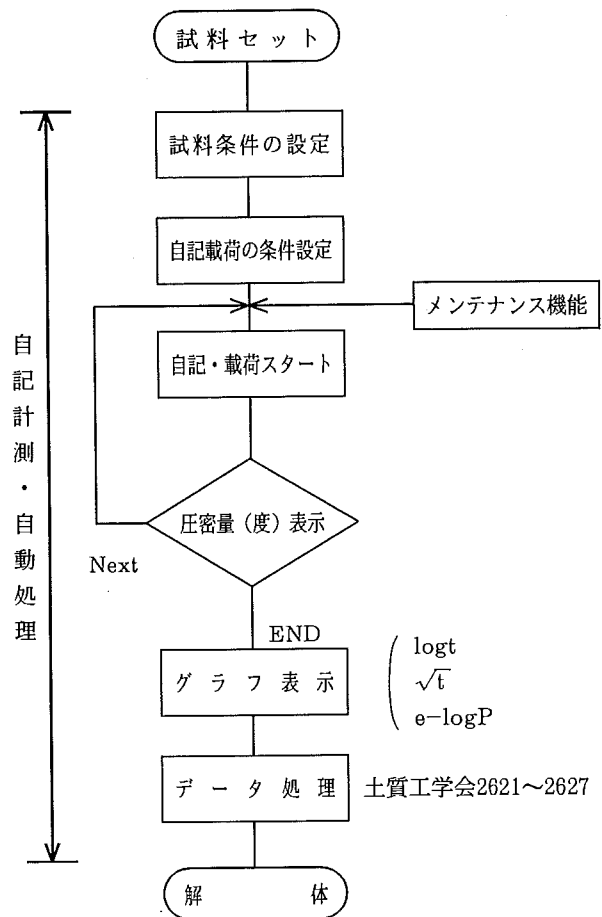 試料セット
試料条件の設定
自記載荷の条件設定
メンテナンス機能
自記・載荷スタート
圧密量（度）表示
Next
END
グラフ表示
logt
√t
e−logP
データ処理
土質工学会2621〜2627
解体
自記計測・自動処理